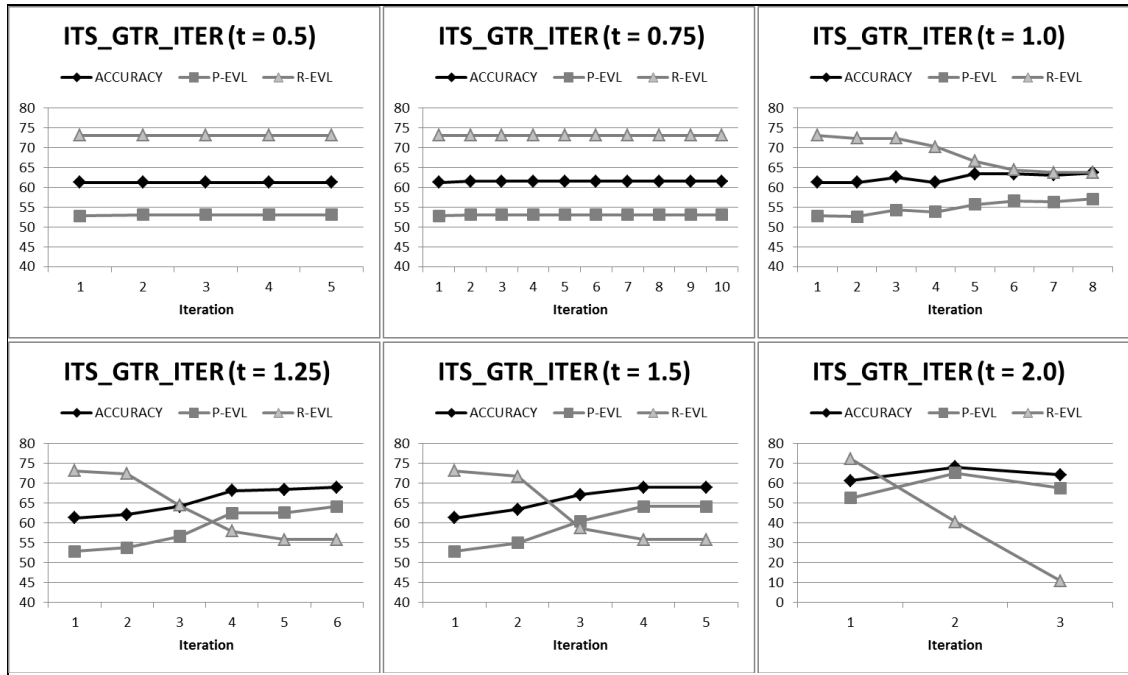 ITS_GTR_ITER (t = 0.5)
ACCURACY P-EVL R-EVL
80
75
70
65
60
55
50
45
40
1 2 3 4 5
Iteration
ITS_GTR_ITER (t = 0.75)
ACCURACY P-EVL R-EVL
80
75
70
65
60
55
50
45
40
1 2 3 4 5 6 7 8 9 10
Iteration
ITS_GTR_ITER (t = 1.0)
ACCURACY P-EVL R-EVL
80
75
70
65
60
55
50
45
40
1 2 3 4 5 6 7 8
Iteration
ITS_GTR_ITER (t = 1.25)
ACCURACY P-EVL R-EVL
80
75
70
65
60
55
50
45
40
1 2 3 4 5 6
Iteration
ITS_GTR_ITER (t = 1.5)
ACCURACY P-EVL R-EVL
80
75
70
65
60
55
50
45
40
1 2 3 4 5
Iteration
ITS_GTR_ITER (t = 2.0)
ACCURACY P-EVL R-EVL
80
70
60
50
40
30
20
10
0
1 2 3
Iteration